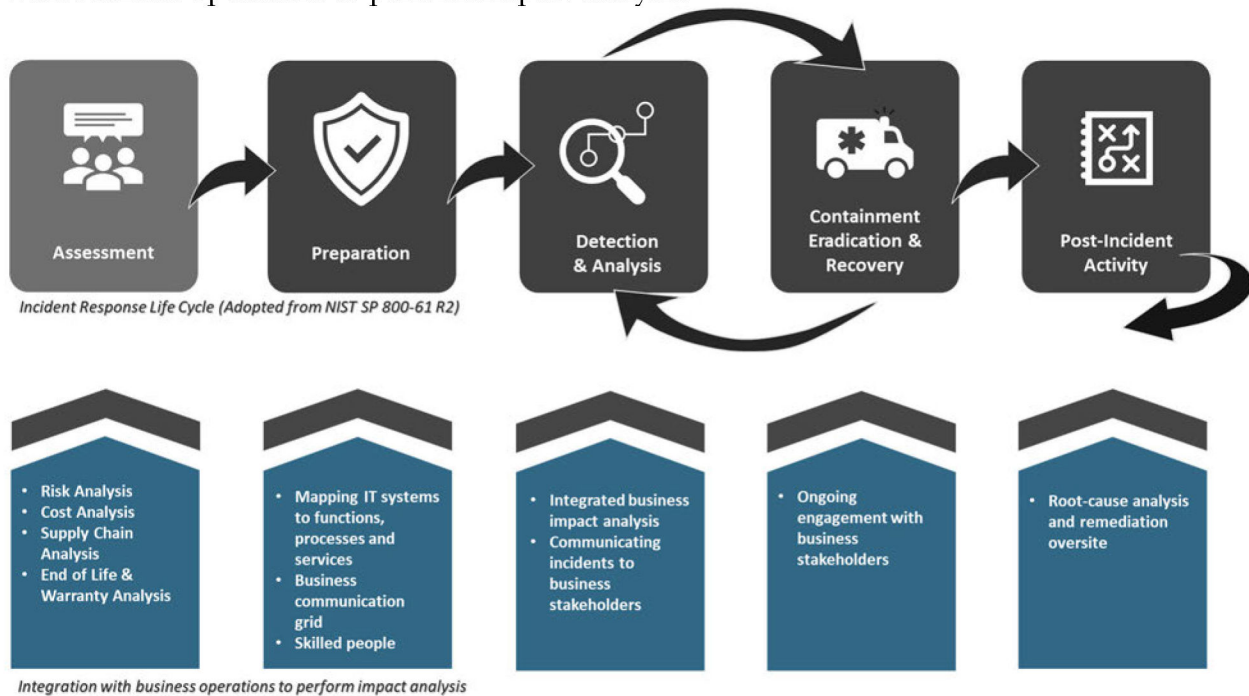 Assessment
Preparation
Detection
& Analysis
Containment
Eradication &
Recovery
Post-Incident
Activity
Incident Response Life Cycle (Adopted from NIST SP 800-61 R2)
• Risk Analysis
• Cost Analysis
• Supply Chain
Analysis
• End of Life &
Warranty Analysis
• Mapping IT systems
to functions,
processes and
services
• Business
communication
grid
• Skilled people
• Integrated business
impact analysis
• Communicating
incidents to
business
stakeholders
• Ongoing
engagement with
business
stakeholders
• Root-cause analysis
and remediation
oversite
Integration with business operations to perform impact analysis